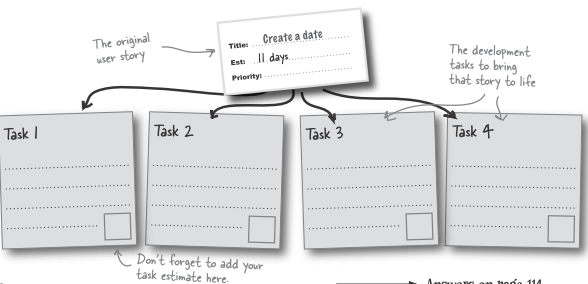 The original
user story
Title: Create a date
Est: 11 days
Priority:
The development
tasks to bring
that story to life
Task 1
Task 2
Task 3
Task 4
Don't forget to add your
task estimate here.
Answers on page 114